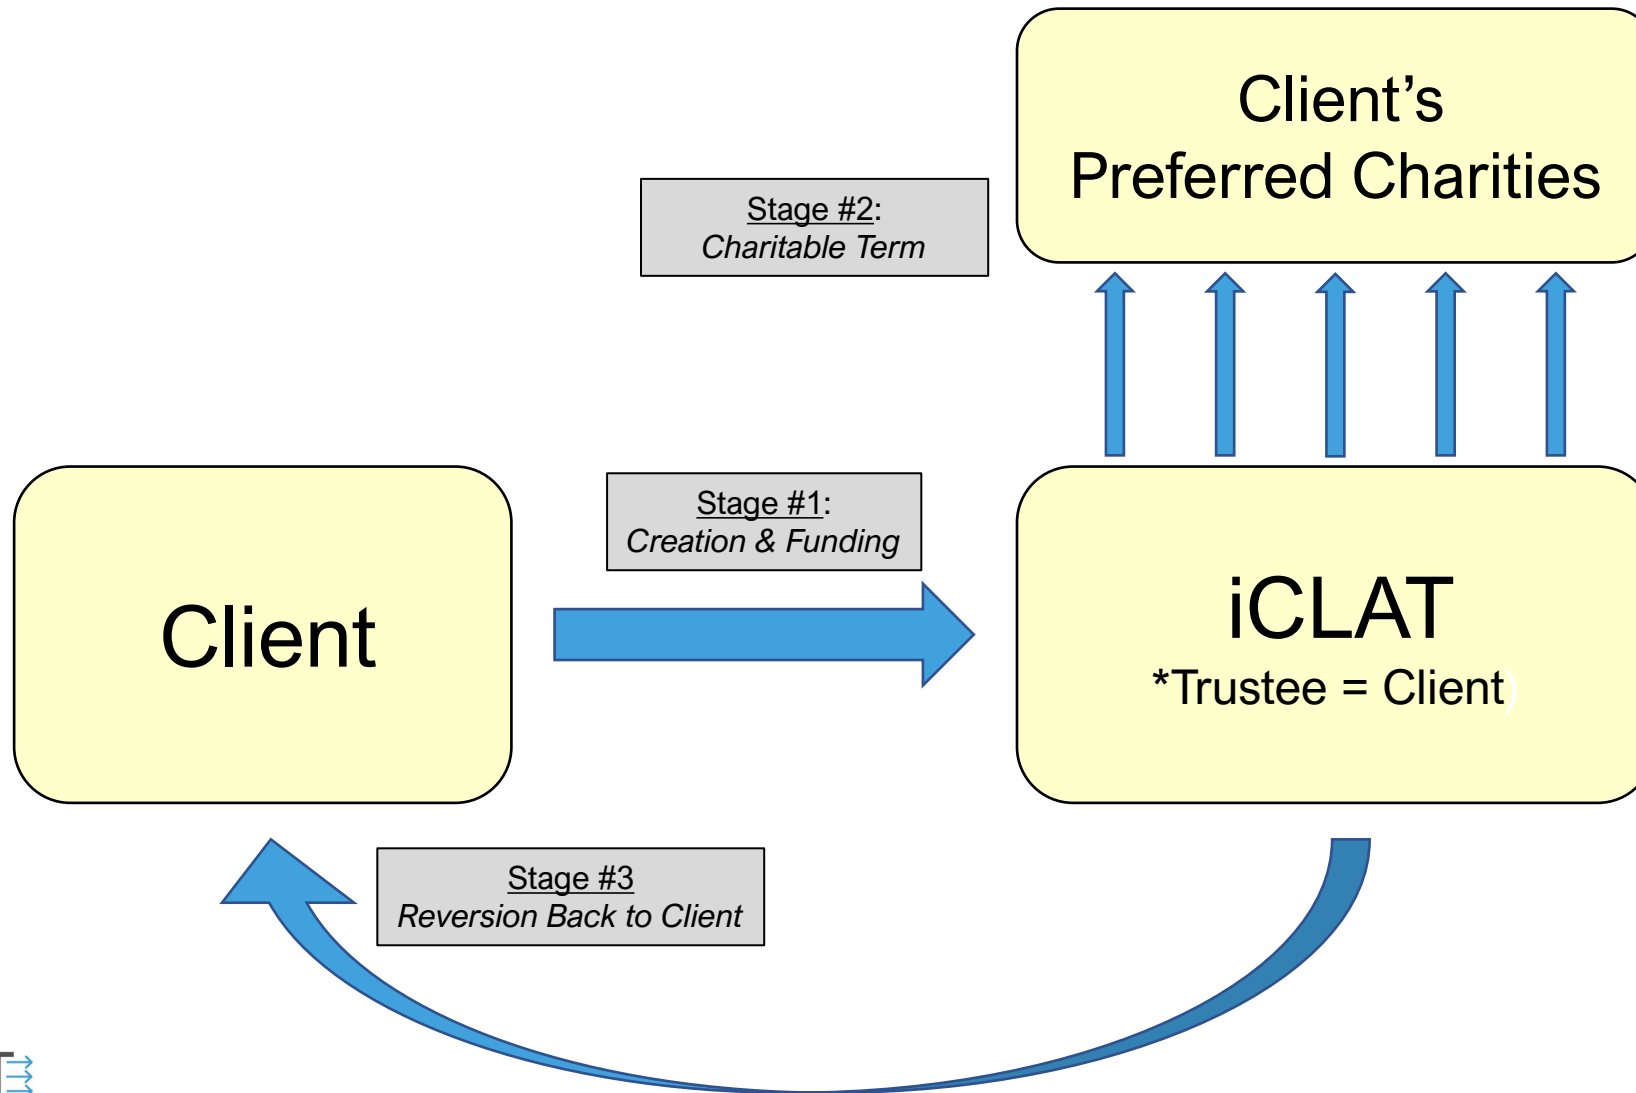 Client's
Preferred Charities
Stage #2:
Charitable Term
Stage #1:
Creation & Funding
Client
iCLAT
*Trustee = Client)
Stage #3
Reversion Back to Client